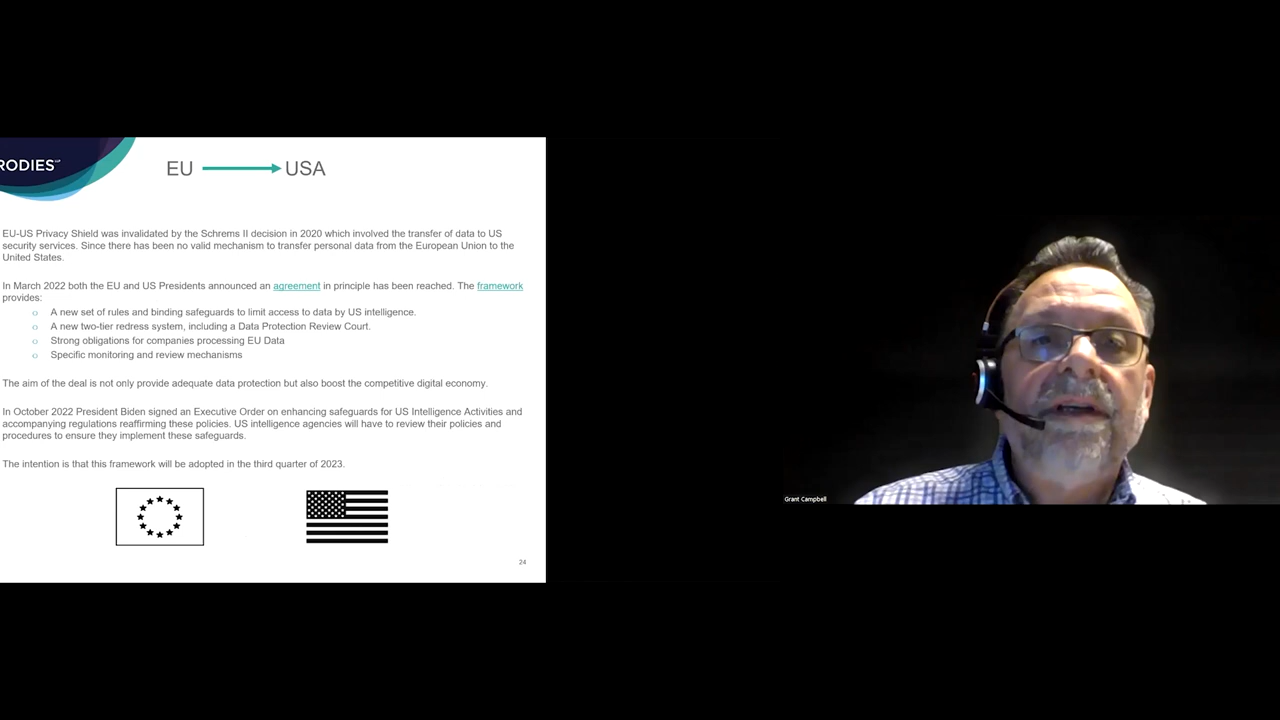 RODIES LLP
EU USA
EU-US Privacy Shield was invalidated by the Schrems II decision in 2020 which involved the transfer of data to US
security services. Since there has been no valid mechanism to transfer personal data from the European Union to the
United States.
In March 2022 both the EU and US Presidents announced an agreement in principle has been reached. The framework
provides:
o A new set of rules and binding safeguards to limit access to data by US intelligence.
o A new two-tier redress system, including a Data Protection Review Court.
o Strong obligations for companies processing EU Data
o Specific monitoring and review mechanisms
The aim of the deal is not only provide adequate data protection but also boost the competitive digital economy.
In October 2022 President Biden signed an Executive Order on enhancing safeguards for US Intelligence Activities and
accompanying regulations reaffirming these policies. US intelligence agencies will have to review their policies and
procedures to ensure they implement these safeguards.
The intention is that this framework will be adopted in the third quarter of 2023.
24
Grant Campbell